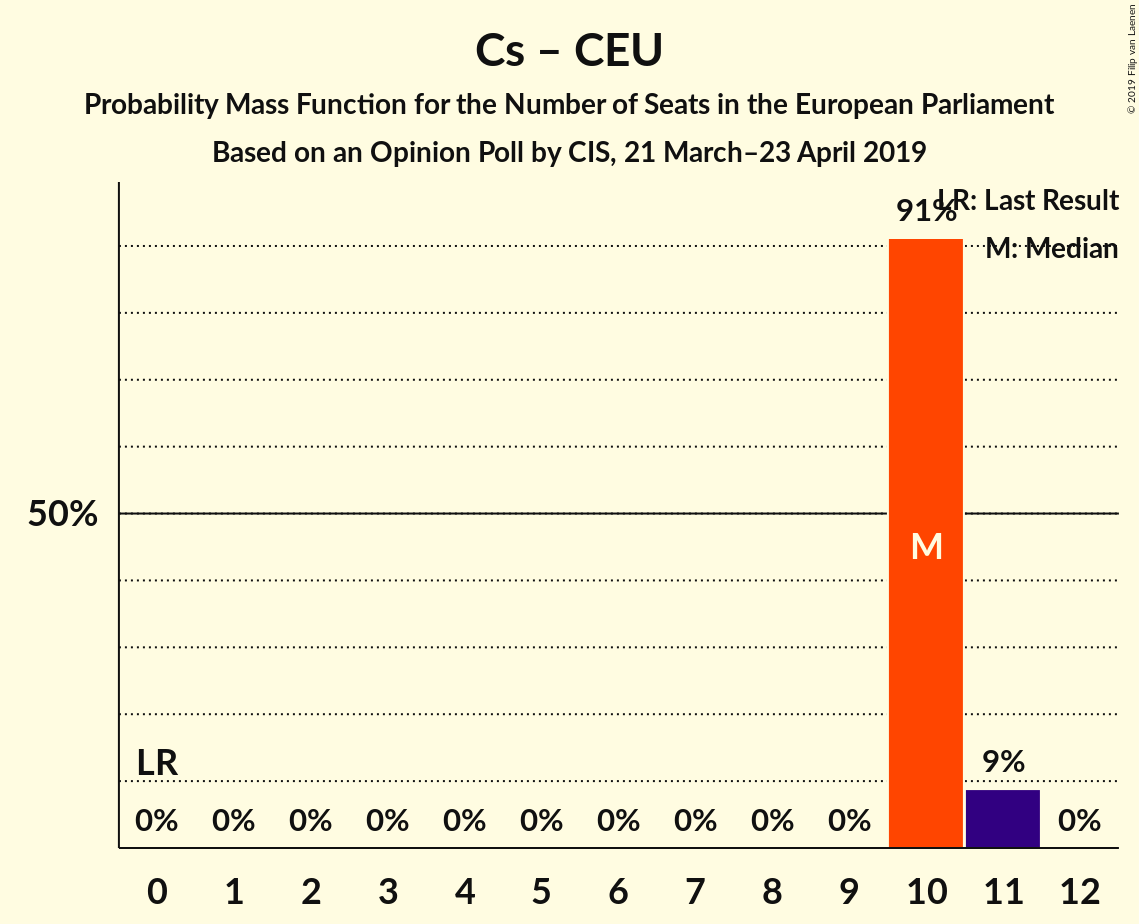 Cs – CEU
Probability Mass Function for the Number of Seats in the European Parliament
Based on an Opinion Poll by CIS, 21 March–23 April 2019
© 2019 Filip van Laenen
LR: Last Result
M: Median
91%
50%
M
LR
9%
0% 0% 0% 0% 0% 0% 0% 0% 0% 0% 0%
0 1 2 3 4 5 6 7 8 9 10 11 12